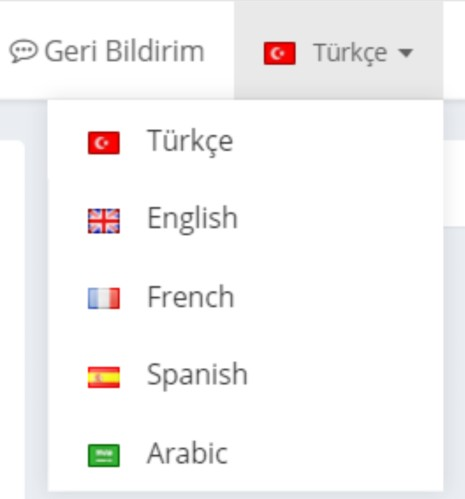 Geri Bildirim Türkçe
Türkçe
English
French
Spanish
Arabic